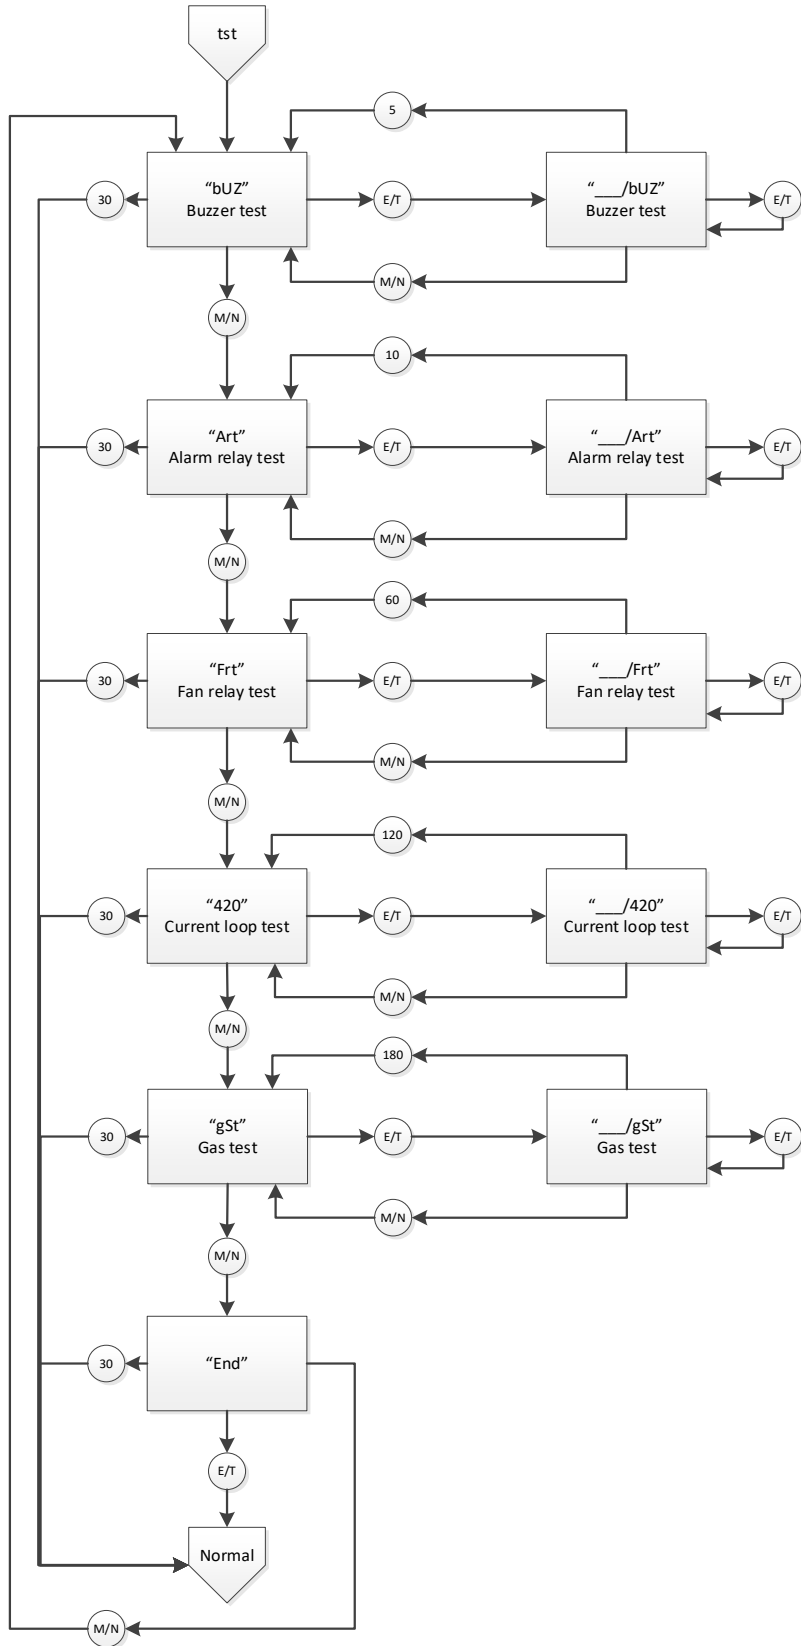 tst
5
“bUZ”
Buzzer test
30
E/T
“___/bUZ”
Buzzer test
E/T
M/N
M/N
10
“Art”
Alarm relay test
30
E/T
“___/Art”
Alarm relay test
E/T
M/N
M/N
60
“Frt”
Fan relay test
30
E/T
“___/Frt”
Fan relay test
E/T
M/N
M/N
120
“420”
Current loop test
30
E/T
“___/420”
Current loop test
E/T
M/N
M/N
180
“gSt”
Gas test
30
E/T
“___/gSt”
Gas test
E/T
M/N
M/N
“End”
30
E/T
Normal
M/N